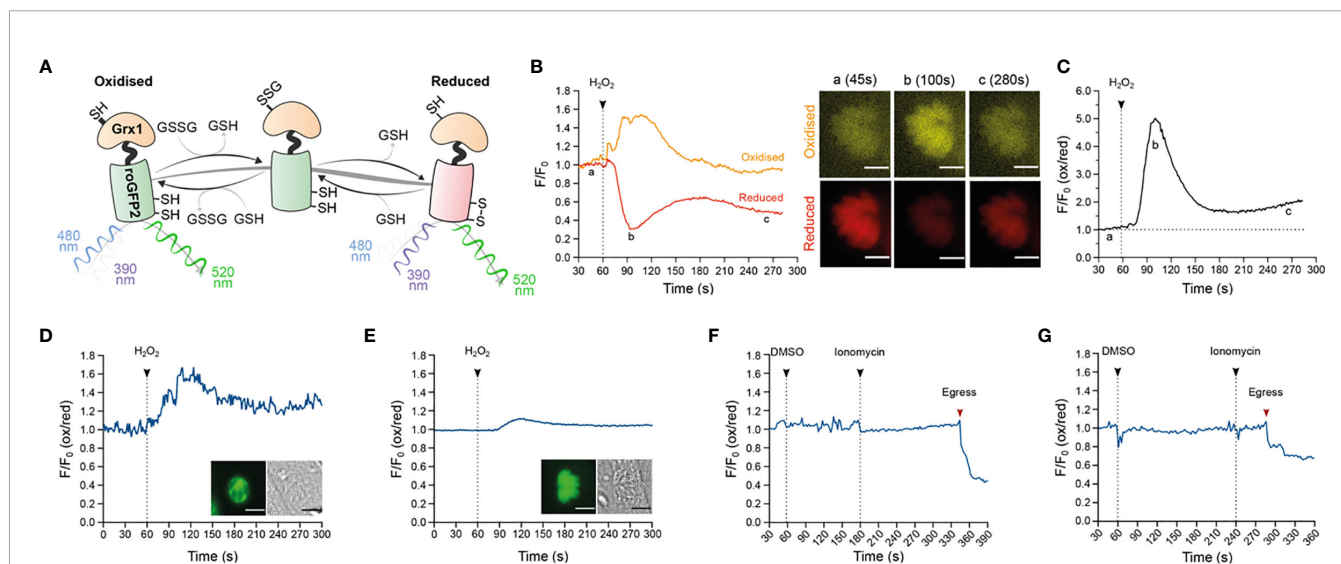 A
Oxidised
Reduced
SH
Grx1
roGFP2
SH
SH
GSSG
GSH
GSSG
GSH
SSG
SH
SH
GSH
GSH
SH
S
S
480
nm
390
nm
520
nm
480
nm
390
nm
520
nm
B
H₂O₂
F/F₀
1.8
1.6
1.4
1.2
1.0
0.8
0.6
0.4
0.2
0.0
a
b
c
Oxidised
Reduced
30 60 90 120 150 180 210 240 270 300
Time (s)
a (45s) b (100s) c (280s)
Oxidised
Reduced
C
H₂O₂
F/F₀ (ox/red)
6.0
5.0
4.0
3.0
2.0
1.0
0.0
a
b
c
30 60 90 120 150 180 210 240 270 300
Time (s)
D
H₂O₂
F/F₀ (ox/red)
1.8
1.6
1.4
1.2
1.0
0.8
0.6
0.4
0.2
0.0
0 30 60 90 120 150 180 210 240 270 300
Time (s)
E
H₂O₂
F/F₀ (ox/red)
1.8
1.6
1.4
1.2
1.0
0.8
0.6
0.4
0.2
0.0
0 30 60 90 120 150 180 210 240 270 300
Time (s)
F
DMSO Ionomycin
Egress
F/F₀ (ox/red)
1.8
1.6
1.4
1.2
1.0
0.8
0.6
0.4
0.2
0.0
30 60 90 120 150 180 210 240 270 300 330 360 390
Time (s)
G
DMSO Ionomycin
Egress
F/F₀ (ox/red)
1.8
1.6
1.4
1.2
1.0
0.8
0.6
0.4
0.2
0.0
30 60 90 120 150 180 210 240 270 300 330 360
Time (s)